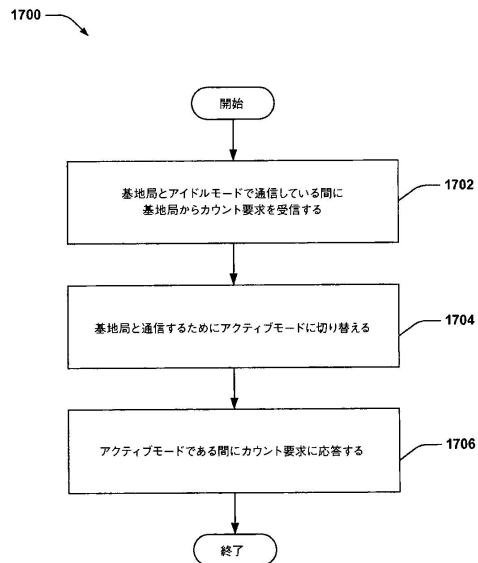 1700
開始
基地局とアイドルモードで通信している間に
基地局からカウント要求を受信する
1702
基地局と通信するためにアクティブモードに切り替える
1704
アクティブモードである間にカウント要求に応答する
1706
終了